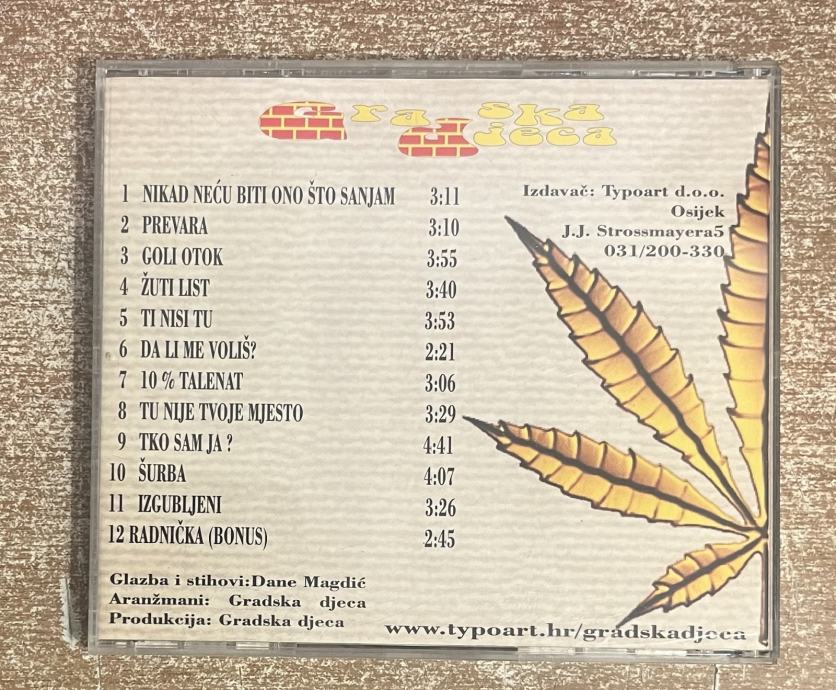 Gradska
djeca
1 NIKAD NEĆU BITI ONO ŠTO SANJAM 3:11
2 PREVARA 3:10
3 GOLI OTOK 3:55
4 ŽUTI LIST 3:40
5 TI NISI TU 3:53
6 DA LI ME VOLIŠ? 2:21
7 10 % TALENAT 3:06
8 TU NIJE TVOJE MJESTO 3:29
9 TKO SAM JA ? 4:41
10 ŠURBA 4:07
11 IZGUBLJENI 3:26
12 RADNIČKA (BONUS) 2:45
Izdavač: Typoart d.o.o.
Osijek
J.J. Strossmayera5
031/200-330
Glazba i stihovi:Dane Magdić
Aranžmani: Gradska djeca
Produkcija: Gradska djeca
www.typoart.hr/gradskadjeca